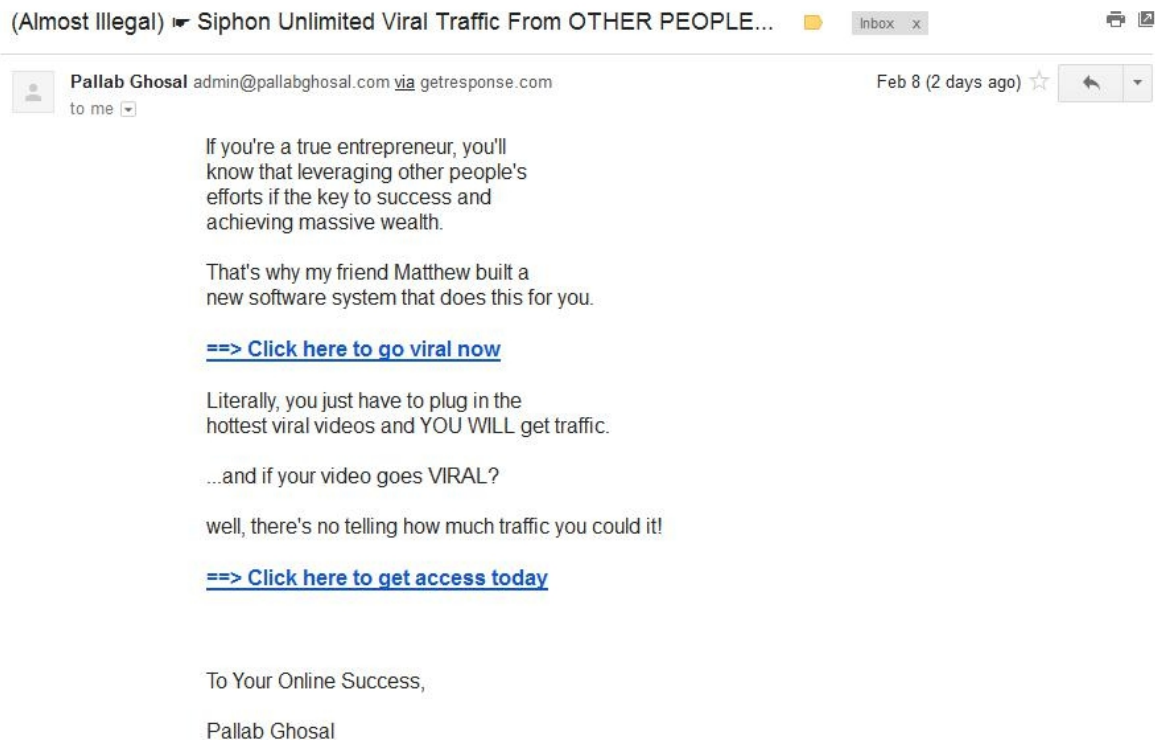 (Almost Illegal) ☛ Siphon Unlimited Viral Traffic From OTHER PEOPLE... Inbox x
Pallab Ghosal admin@pallabghosal.com via getresponse.com Feb 8 (2 days ago)
to me
If you're a true entrepreneur, you'll
know that leveraging other people's
efforts if the key to success and
achieving massive wealth.
That's why my friend Matthew built a
new software system that does this for you.
==> Click here to go viral now
Literally, you just have to plug in the
hottest viral videos and YOU WILL get traffic.
...and if your video goes VIRAL?
well, there's no telling how much traffic you could it!
==> Click here to get access today
To Your Online Success,
Pallab Ghosal